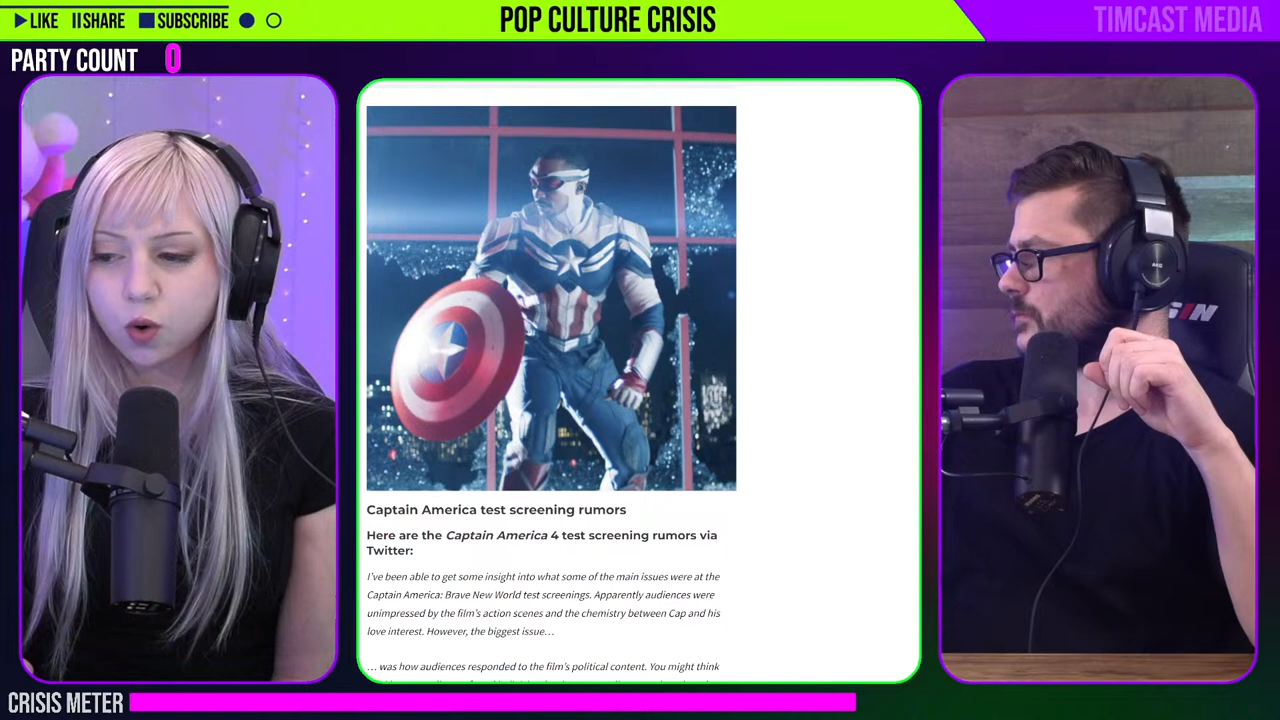 LIKE SHARE SUBSCRIBE
POP CULTURE CRISIS
TIMCAST MEDIA
PARTY COUNT 0
AKG
Captain America test screening rumors
Here are the Captain America 4 test screening rumors via
Twitter:
I've been able to get some insight into what some of the main issues were at the
Captain America: Brave New World test screenings. Apparently audiences were
unimpressed by the film's action scenes and the chemistry between Cap and his
love interest. However, the biggest issue…
… was how audiences responded to the film's political content. You might think
CRISIS METER